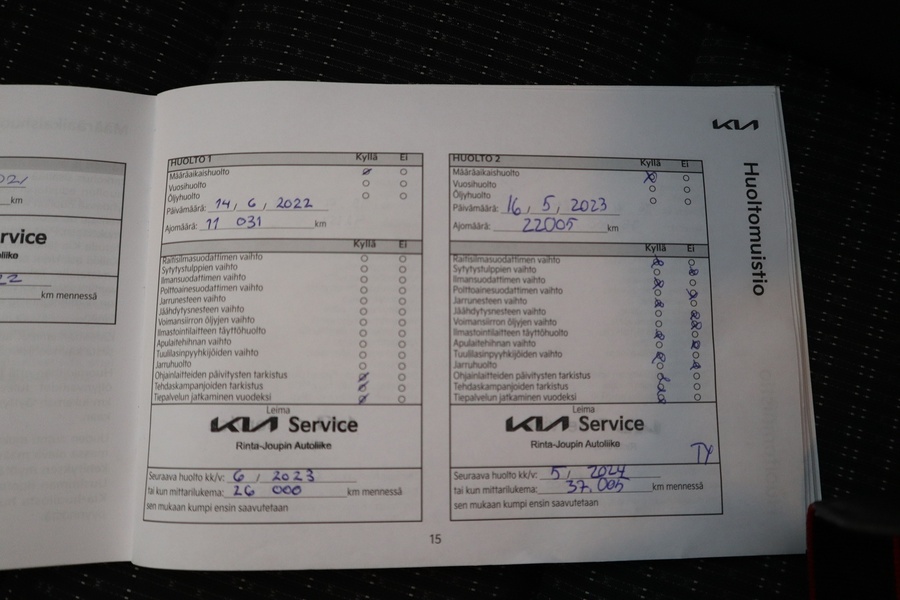 021
km
rvice
liike
22
km mennessä
KIA
Huoltomuistio
HUOLTO 1 Kyllä Ei
Määräaikaishuolto
Vuosihuolto
Öljyhuolto
Päivämäärä: 14, 6, 2022
Ajomäärä: 11 031 km
Kyllä Ei
Raitisilmasuodattimen vaihto
Sytytystulppien vaihto
Ilmansuodattimen vaihto
Polttoainesuodattimen vaihto
Jarrunesteen vaihto
Jäähdytysnesteen vaihto
Voimansiirron öljyjen vaihto
Ilmastointilaitteen täyttöhuolto
Apulaitehihnan vaihto
Tuulilasinpyyhkijöiden vaihto
Jarruhuolto
Ohjainlaitteiden päivitysten tarkistus
Tehdaskampanjoiden tarkistus
Tiepalvelun jatkaminen vuodeksi
Leima
KIA Service
Rinta-Joupin Autoliike
Seuraava huolto kk/v: 6, 2023
tai kun mittarilukema: 26 000 km mennessä
sen mukaan kumpi ensin saavutetaan
HUOLTO 2 Kyllä Ei
Määräaikaishuolto
Vuosihuolto
Öljyhuolto
Päivämäärä: 16, 5, 2023
Ajomäärä: 22005 km
Kyllä Ei
Raitisilmasuodattimen vaihto
Sytytystulppien vaihto
Ilmansuodattimen vaihto
Polttoainesuodattimen vaihto
Jarrunesteen vaihto
Jäähdytysnesteen vaihto
Voimansiirron öljyjen vaihto
Ilmastointilaitteen täyttöhuolto
Apulaitehihnan vaihto
Tuulilasinpyyhkijöiden vaihto
Jarruhuolto
Ohjainlaitteiden päivitysten tarkistus
Tehdaskampanjoiden tarkistus
Tiepalvelun jatkaminen vuodeksi
Leima
KIA Service
Rinta-Joupin Autoliike
TY
Seuraava huolto kk/v: 5, 2024
tai kun mittarilukema: 37.005 km mennessä
sen mukaan kumpi ensin saavutetaan
15